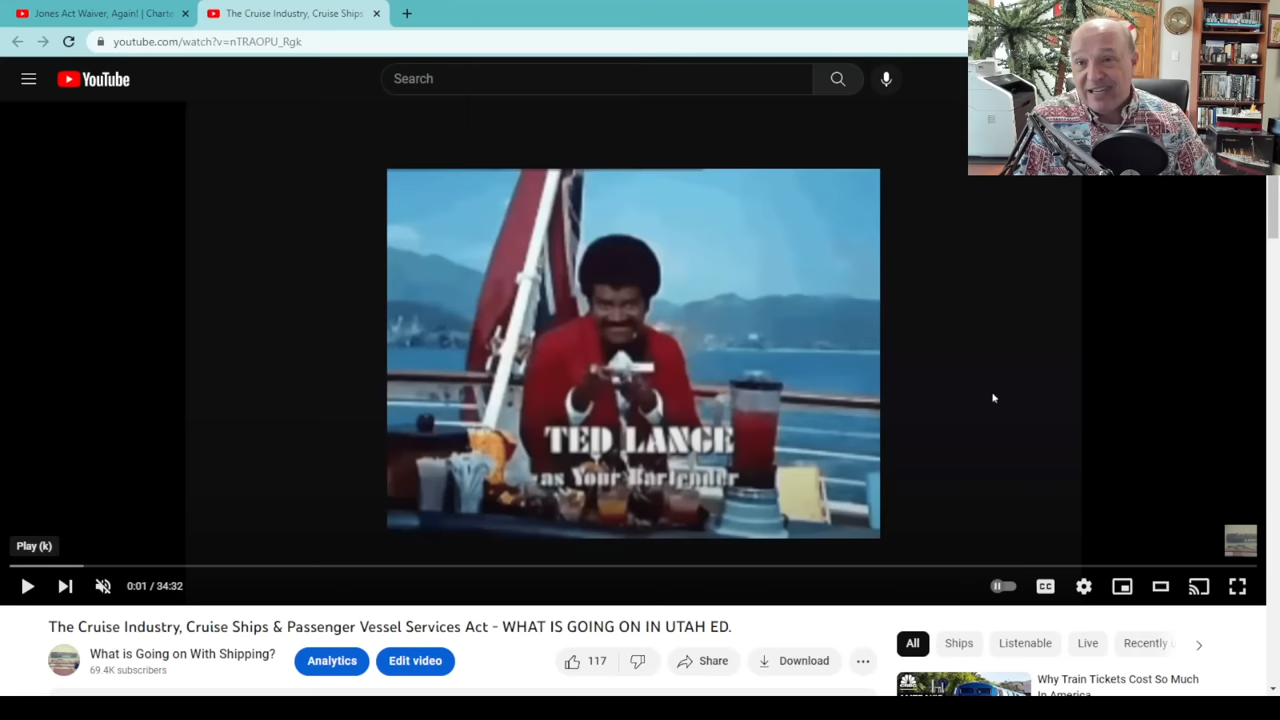 Jones Act Waiver, Again! | Charte
The Cruise Industry, Cruise Ships
youtube.com/watch?v=nTRAOPU_Rgk
YouTube
Search
TED LANGE
as Your Bartender
Play (k)
0:01 / 34:32
CC
The Cruise Industry, Cruise Ships & Passenger Vessel Services Act - WHAT IS GOING ON IN UTAH ED.
What is Going on With Shipping?
69.4K subscribers
Analytics
Edit video
117
Share
Download
All
Ships
Listenable
Live
Recently u
CNBC
Why Train Tickets Cost So Much
In America